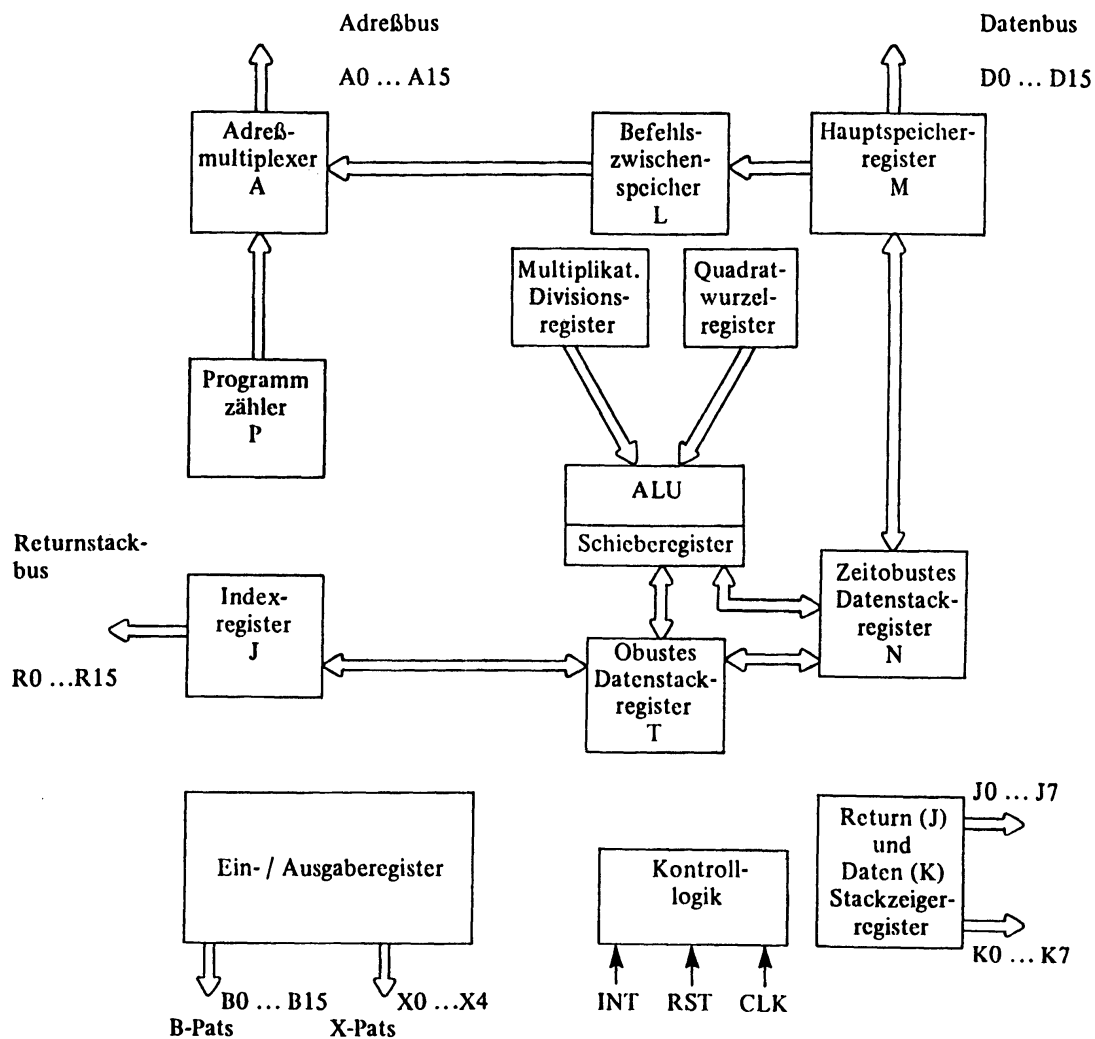 Adreßbus
Datenbus
A0 ... A15
D0 ... D15
Adreß-
multiplexer
A
Befehls-
zwischen-
speicher
L
Hauptspeicher-
register
M
Multiplikat.
Divisions-
register
Quadrat-
wurzel-
register
Programm
zähler
P
ALU
Schieberegister
Returnstack-
bus
Index-
register
J
Zeitobustes
Datenstack-
register
N
R0 ...R15
Obustes
Datenstack-
register
T
Ein- / Ausgaberegister
Kontroll-
logik
Return (J)
und
Daten (K)
Stackzeiger-
register
J0 ... J7
K0 ... K7
B0 ... B15
X0 ...X4
B-Pats
X-Pats
INT
RST
CLK